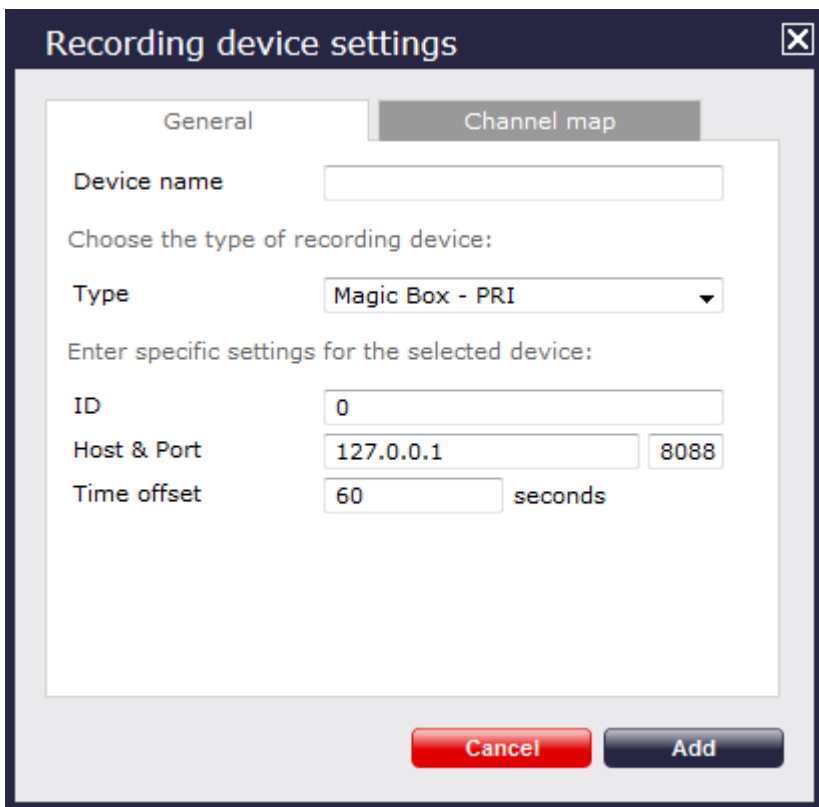 Recording device settings
General Channel map
Device name
Choose the type of recording device:
Type Magic Box - PRI
Enter specific settings for the selected device:
ID 0
Host & Port 127.0.0.1 8088
Time offset 60 seconds
Cancel Add